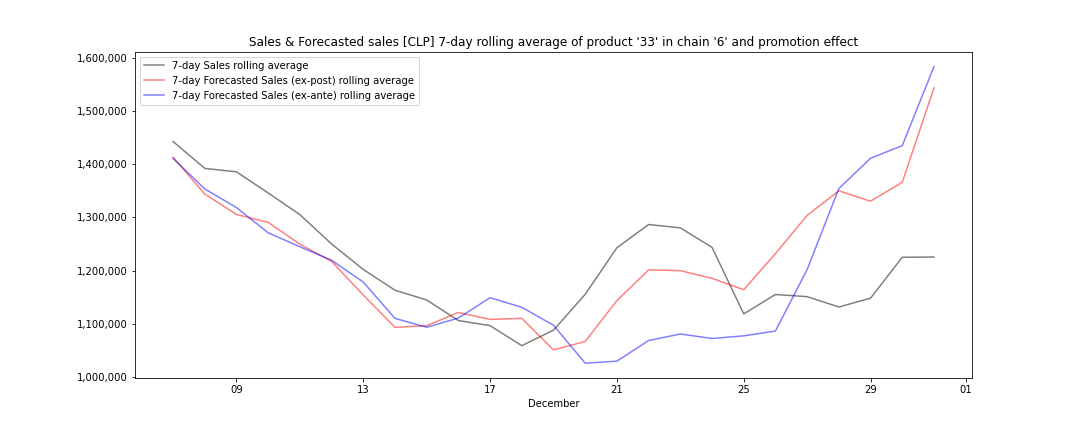 Sales & Forecasted sales [CLP] 7-day rolling average of product '33' in chain '6' and promotion effect
1,600,000
7-day Sales rolling average
7-day Forecasted Sales (ex-post) rolling average
7-day Forecasted Sales (ex-ante) rolling average
1,500,000
1,400,000
1,300,000
1,200,000
1,100,000
1,000,000
09 13 17 21 25 29 01
December